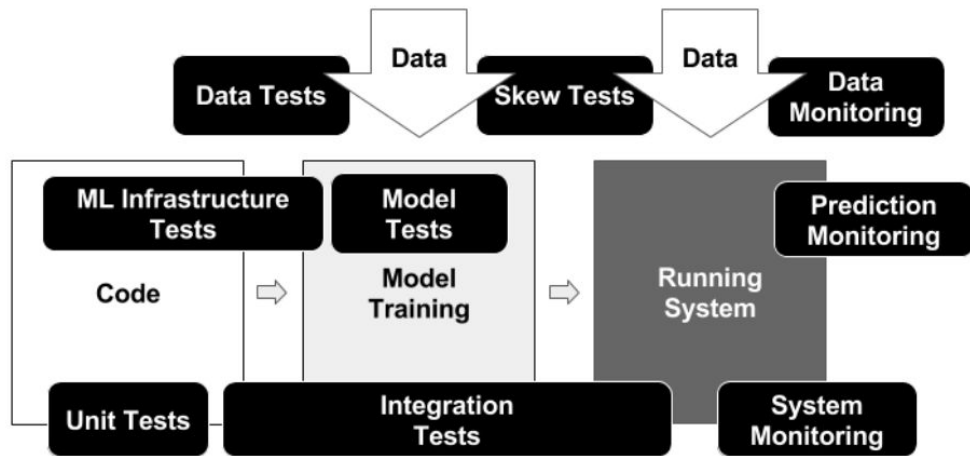 Data
Data
Data Tests
Skew Tests
Data
Monitoring
ML Infrastructure
Tests
Model
Tests
Prediction
Monitoring
Code
Model
Training
Running
System
Unit Tests
Integration
Tests
System
Monitoring